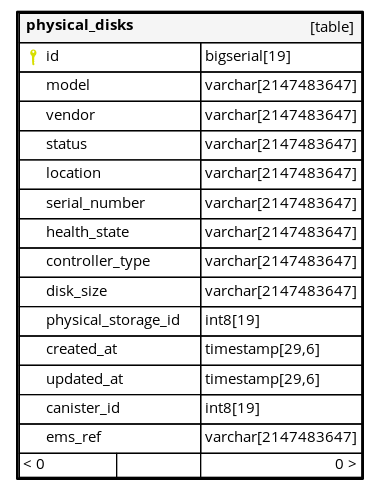 physical_disks [table]
id bigserial[19]
model varchar[2147483647]
vendor varchar[2147483647]
status varchar[2147483647]
location varchar[2147483647]
serial_number varchar[2147483647]
health_state varchar[2147483647]
controller_type varchar[2147483647]
disk_size varchar[2147483647]
physical_storage_id int8[19]
created_at timestamp[29,6]
updated_at timestamp[29,6]
canister_id int8[19]
ems_ref varchar[2147483647]
< 0 0 >